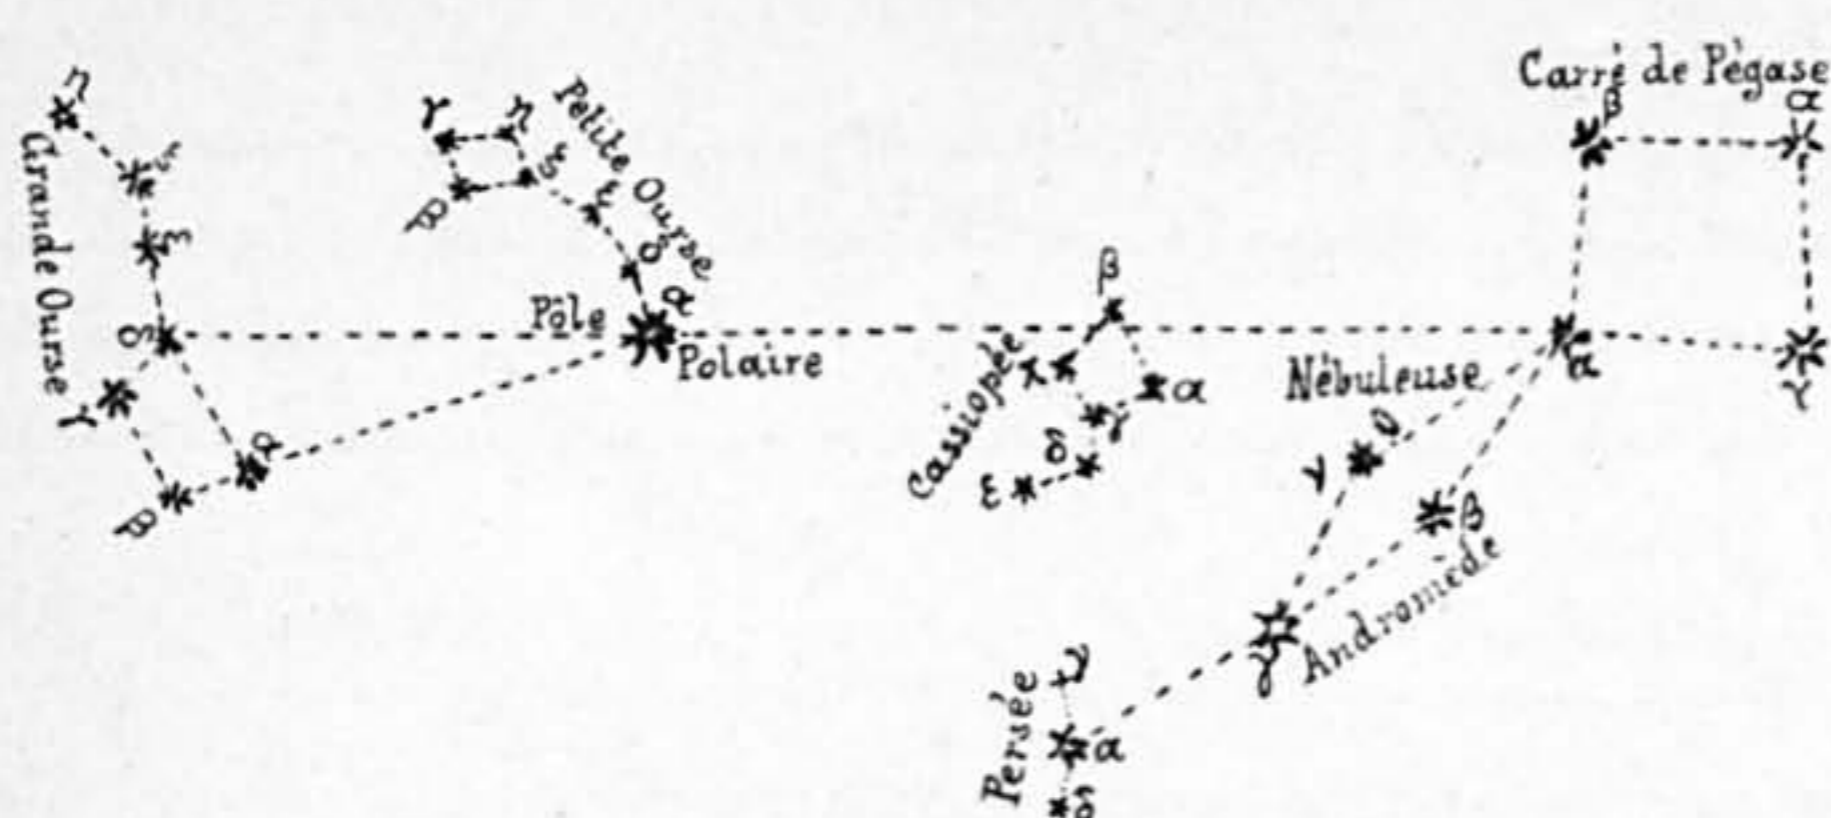 Grande Ourse
η
ζ
ξ
δ
γ
β
α
Petite Ourse
γ
η
β
ξ
ε
δ
α
Pôle
Polaire
Cassiopée
β
χ
α
γ
δ
ε
Carré de Pégase
β
α
α
γ
Nébuleuse
θ
ν
β
γ
Andromède
Persée
γ
α
δ